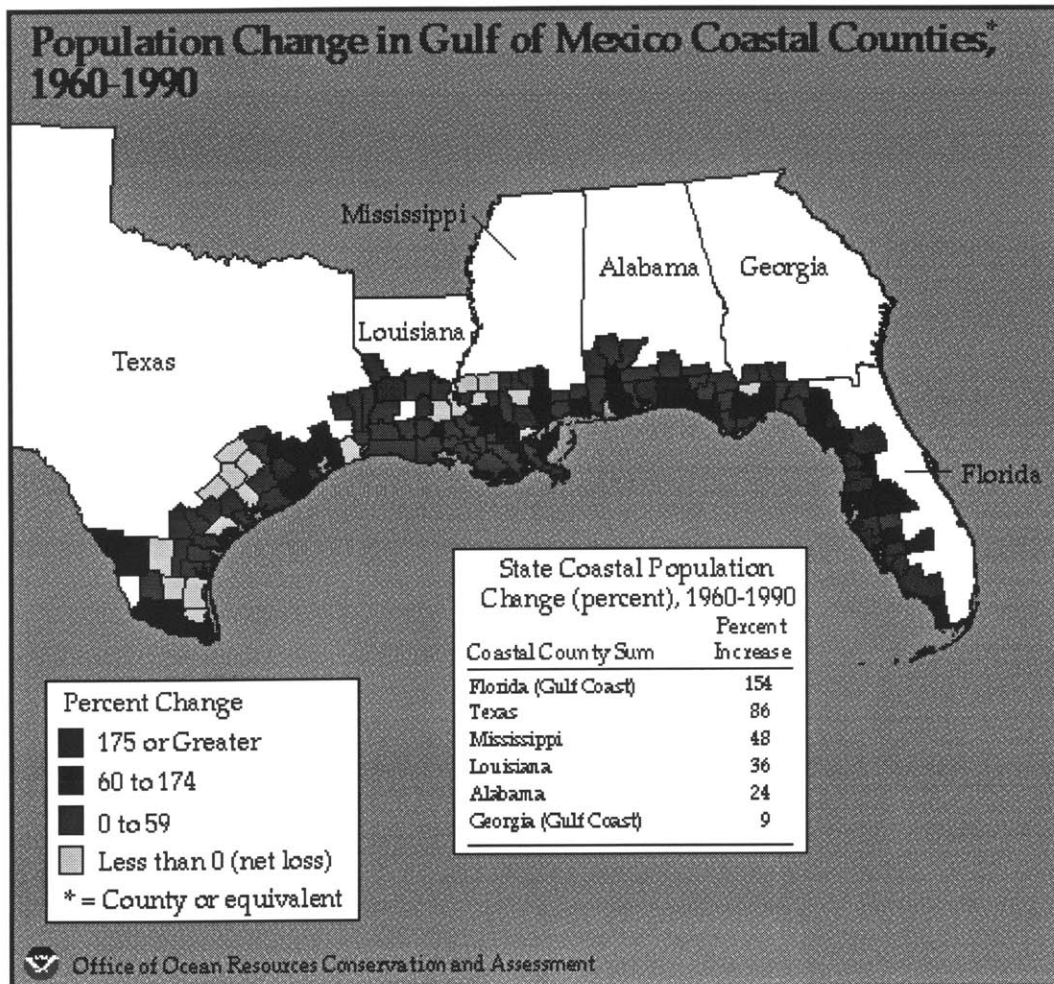 Population Change in Gulf of Mexico Coastal Counties,*
1960-1990
Mississippi
Alabama
Georgia
Louisiana
Texas
Florida
State Coastal Population
Change (percent), 1960-1990
Percent
Coastal County Sum Increase
Florida (Gulf Coast) 154
Texas 86
Mississippi 48
Louisiana 36
Alabama 24
Georgia (Gulf Coast) 9
Percent Change
175 or Greater
60 to 174
0 to 59
Less than 0 (net loss)
* = County or equivalent
Office of Ocean Resources Conservation and Assessment